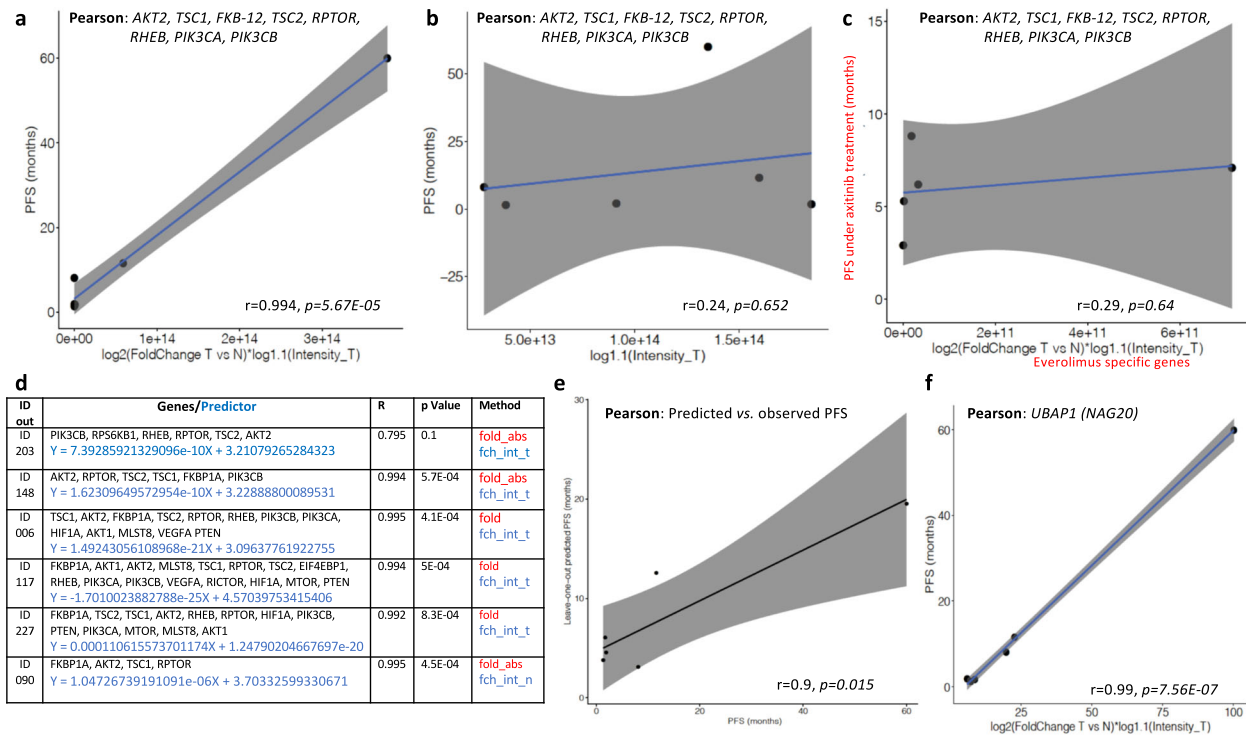 a
Pearson: AKT2, TSC1, FKB-12, TSC2, RPTOR,
RHEB, PIK3CA, PIK3CB
PFS (months)
60
40
20
0
r=0.994, p=5.67E-05
0e+00 1e+14 2e+14 3e+14
log2(FoldChange T vs N)*log1.1(Intensity_T)
b
Pearson: AKT2, TSC1, FKB-12, TSC2, RPTOR,
RHEB, PIK3CA, PIK3CB
PFS (months)
50
25
0
−25
r=0.24, p=0.652
5.0e+13 1.0e+14 1.5e+14
log1.1(Intensity_T)
c
Pearson: AKT2, TSC1, FKB-12, TSC2, RPTOR,
RHEB, PIK3CA, PIK3CB
PFS under axitinib treatment (months)
15
10
5
0
r=0.29, p=0.64
0e+00 2e+11 4e+11 6e+11
log2(FoldChange T vs N)*log1.1(Intensity_T)
Everolimus specific genes
d
ID out Genes/Predictor R p Value Method
ID 203 PIK3CB, RPS6KB1, RHEB, RPTOR, TSC2, AKT2 0.795 0.1 fold_abs
Y = 7.39285921329096e-10X + 3.21079265284323 fch_int_t
ID 148 AKT2, RPTOR, TSC2, TSC1, FKBP1A, PIK3CB 0.994 5.7E-04 fold_abs
Y = 1.62309649572954e-10X + 3.22888800089531 fch_int_t
ID 006 TSC1, AKT2, FKBP1A, TSC2, RPTOR, RHEB, PIK3CB, PIK3CA, 0.995 4.1E-04 fold
HIF1A, AKT1, MLST8, VEGFA PTEN fch_int_t
Y = 1.49243056108968e-21X + 3.09637761922755
ID 117 FKBP1A, AKT1, AKT2, MLST8, TSC1, RPTOR, TSC2, EIF4EBP1, 0.994 5E-04 fold
RHEB, PIK3CA, PIK3CB, VEGFA, RICTOR, HIF1A, MTOR, PTEN fch_int_t
Y = -1.7010023882788e-25X + 4.57039753415406
ID 227 FKBP1A, TSC2, TSC1, AKT2, RHEB, RPTOR, HIF1A, PIK3CB, 0.992 8.3E-04 fold
PTEN, PIK3CA, MTOR, MLST8, AKT1 fch_int_t
Y = 0.000110615573701174X + 1.24790204667697e-20
ID 090 FKBP1A, AKT2, TSC1, RPTOR 0.995 4.5E-04 fold_abs
Y = 1.04726739191091e-06X + 3.70332599330671 fch_int_n
e
Pearson: Predicted vs. observed PFS
Leave−one−out predicted PFS (months)
30
20
10
0
r=0.9, p=0.015
0 20 40 60
PFS (months)
f
Pearson: UBAP1 (NAG20)
PFS (months)
60
40
20
0
r=0.99, p=7.56E-07
25 50 75 100
log2(FoldChange T vs N)*log1.1(Intensity_T)